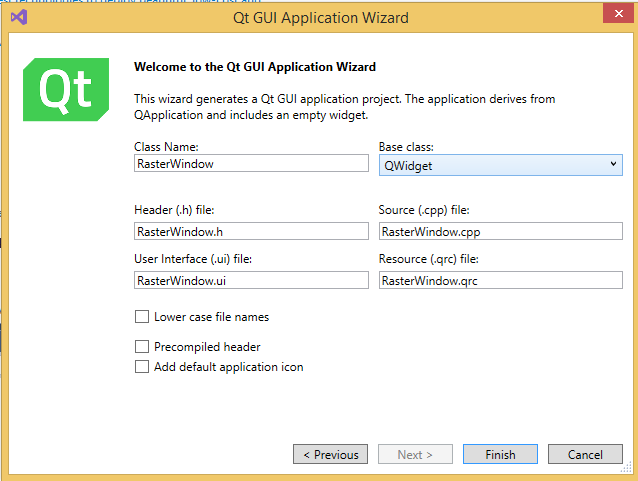 Qt GUI Application Wizard
Qt
Welcome to the Qt GUI Application Wizard
This wizard generates a Qt GUI application project. The application derives from
QApplication and includes an empty widget.
Class Name:
Base class:
RasterWindow
QWidget
Header (.h) file:
Source (.cpp) file:
RasterWindow.h
RasterWindow.cpp
User Interface (.ui) file:
Resource (.qrc) file:
RasterWindow.ui
RasterWindow.qrc
Lower case file names
Precompiled header
Add default application icon
< Previous
Next >
Finish
Cancel